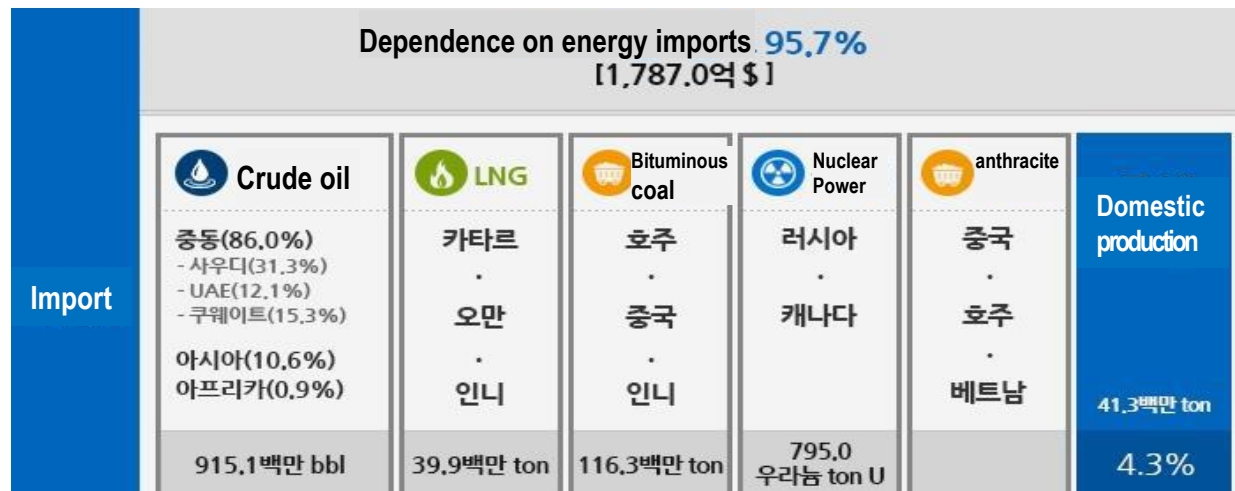 Dependence on energy imports 95.7%
[1,787.0억 $]
Import
Crude oil
중동(86.0%)
- 사우디(31.3%)
- UAE(12.1%)
- 쿠웨이트(15.3%)
아시아(10.6%)
아프리카(0.9%)
915.1백만 bbl
LNG
카타르
·
오만
·
인니
39.9백만 ton
Bituminous
coal
호주
·
중국
·
인니
116.3백만 ton
Nuclear
Power
러시아
·
캐나다
795.0
우라늄 ton U
anthracite
중국
·
호주
·
베트남
Domestic
production
41.3백만 ton
4.3%